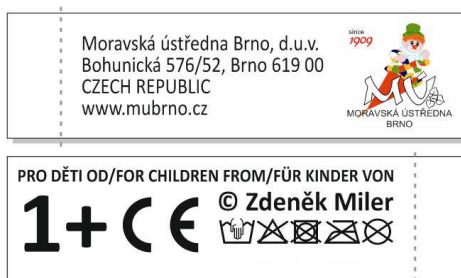 Moravská ústředna Brno, d.u.v.
Bohunická 576/52, Brno 619 00
CZECH REPUBLIC
www.mubrno.cz
since
1909
MU
MORAVSKÁ ÚSTŘEDNA
BRNO
PRO DĚTI OD/FOR CHILDREN FROM/FÜR KINDER VON
1+ CE
© Zdeněk Miler